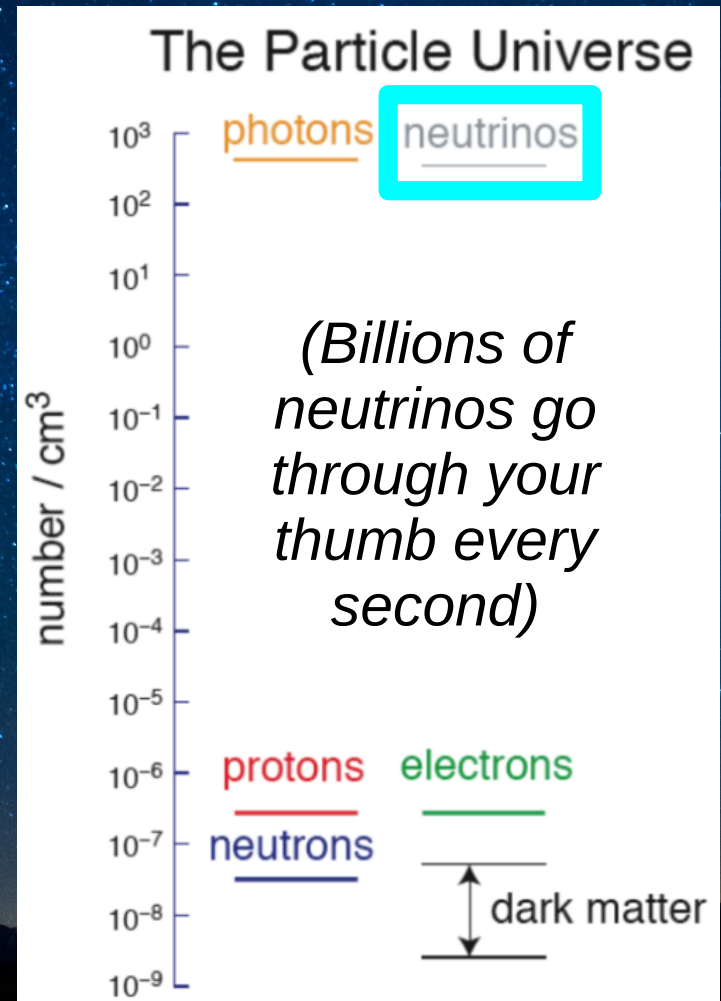 The Particle Universe
photons neutrinos
10³
10²
10¹
10⁰
10⁻¹
10⁻²
10⁻³
10⁻⁴
10⁻⁵
10⁻⁶
10⁻⁷
10⁻⁸
10⁻⁹
number / cm³
(Billions of
neutrinos go
through your
thumb every
second)
protons electrons
neutrons
dark matter